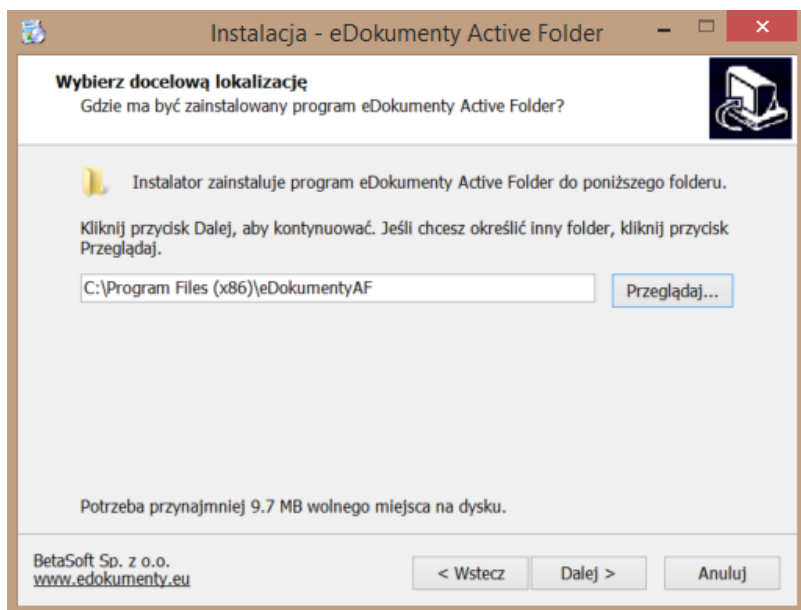 Instalacja - eDokumenty Active Folder
Wybierz docelową lokalizację
Gdzie ma być zainstalowany program eDokumenty Active Folder?
Instalator zainstaluje program eDokumenty Active Folder do poniższego folderu.
Kliknij przycisk Dalej, aby kontynuować. Jeśli chcesz określić inny folder, kliknij przycisk
Przeglądaj.
C:\Program Files (x86)\eDokumentyAF
Przeglądaj...
Potrzeba przynajmniej 9.7 MB wolnego miejsca na dysku.
BetaSoft Sp. z o.o.
www.edokumenty.eu
< Wstecz
Dalej >
Anuluj